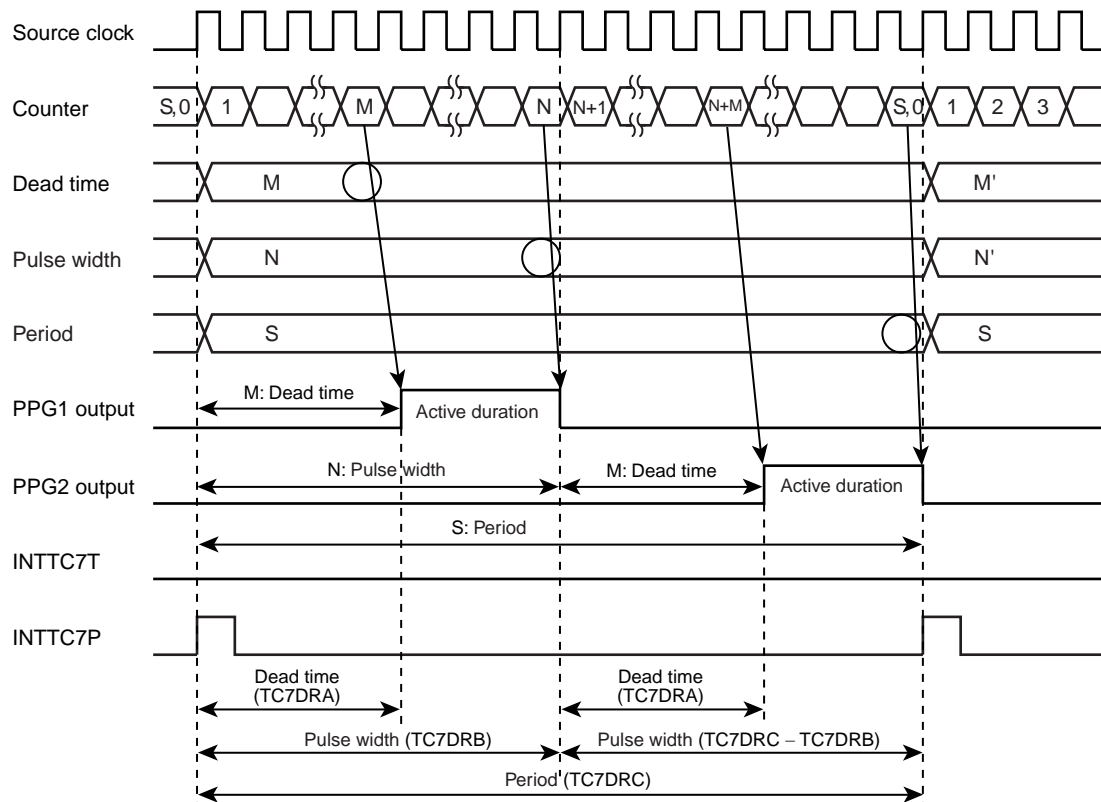 Source clock
Counter
S,0
1
M
N
N+1
N+M
S,0
1
2
3
Dead time
M
M'
Pulse width
N
N'
Period
S
S
M: Dead time
PPG1 output
Active duration
N: Pulse width
M: Dead time
PPG2 output
Active duration
S: Period
INTTC7T
INTTC7P
Dead time
(TC7DRA)
Dead time
(TC7DRA)
Pulse width (TC7DRB)
Pulse width (TC7DRC – TC7DRB)
Period (TC7DRC)